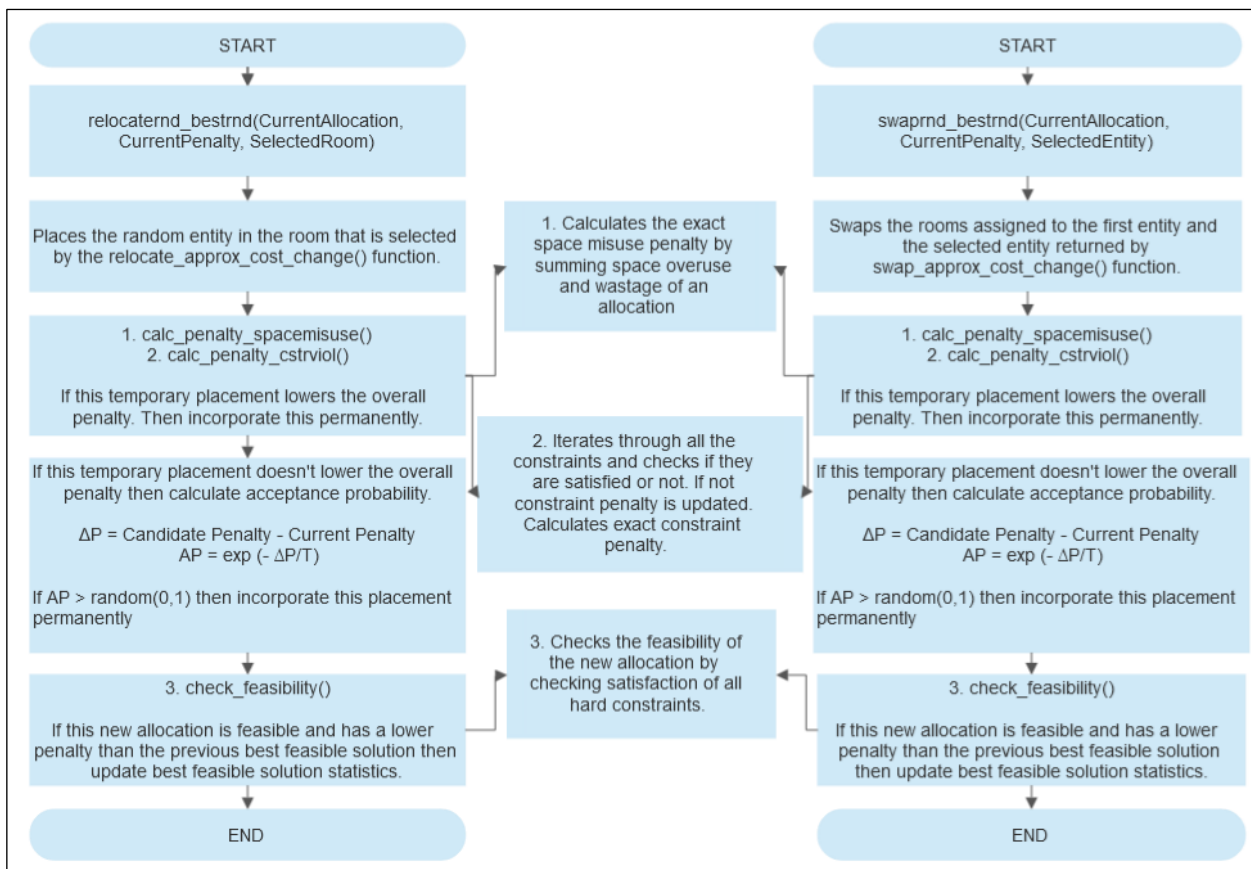 START
relocaternd_bestrnd(CurrentAllocation,
CurrentPenalty, SelectedRoom)
Places the random entity in the room that is selected
by the relocate_approx_cost_change() function.
1. calc_penalty_spacemisuse()
2. calc_penalty_cstrviol()
If this temporary placement lowers the overall
penalty. Then incorporate this permanently.
If this temporary placement doesn't lower the overall
penalty then calculate acceptance probability.
ΔP = Candidate Penalty - Current Penalty
AP = exp (- ΔP/T)
If AP > random(0,1) then incorporate this placement
permanently
3. check_feasibility()
If this new allocation is feasible and has a lower
penalty than the previous best feasible solution then
update best feasible solution statistics.
END
1. Calculates the exact
space misuse penalty by
summing space overuse
and wastage of an
allocation
2. Iterates through all the
constraints and checks if they
are satisfied or not. If not
constraint penalty is updated.
Calculates exact constraint
penalty.
3. Checks the feasibility of
the new allocation by
checking satisfaction of all
hard constraints.
START
swaprnd_bestrnd(CurrentAllocation,
CurrentPenalty, SelectedEntity)
Swaps the rooms assigned to the first entity and
the selected entity returned by
swap_approx_cost_change() function.
1. calc_penalty_spacemisuse()
2. calc_penalty_cstrviol()
If this temporary placement lowers the overall
penalty. Then incorporate this permanently.
If this temporary placement doesn't lower the overall
penalty then calculate acceptance probability.
ΔP = Candidate Penalty - Current Penalty
AP = exp (- ΔP/T)
If AP > random(0,1) then incorporate this placement
permanently
3. check_feasibility()
If this new allocation is feasible and has a lower
penalty than the previous best feasible solution
then update best feasible solution statistics.
END